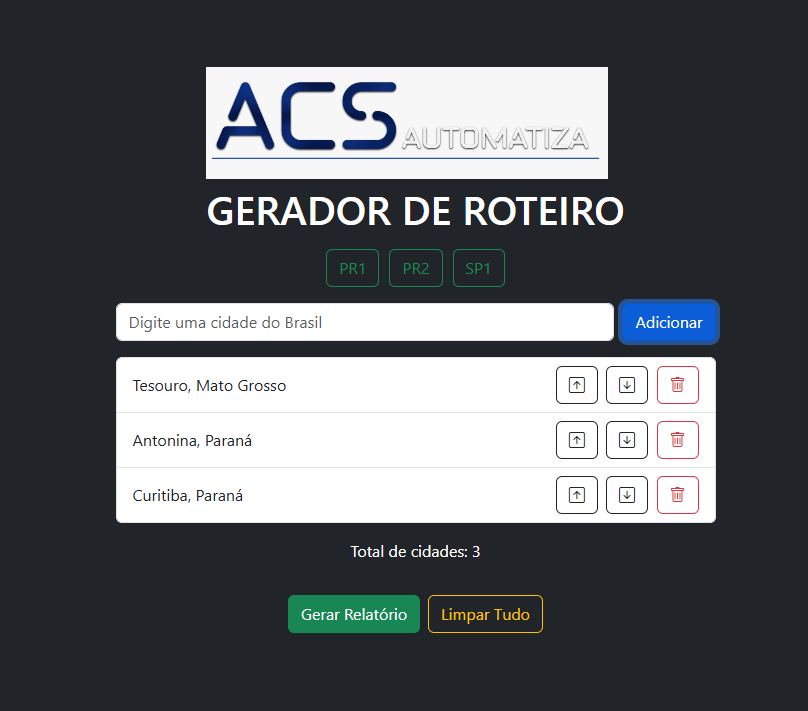 ACS AUTOMATIZA
GERADOR DE ROTEIRO
PR1 PR2 SP1
Digite uma cidade do Brasil Adicionar
Tesouro, Mato Grosso
Antonina, Paraná
Curitiba, Paraná
Total de cidades: 3
Gerar Relatório Limpar Tudo